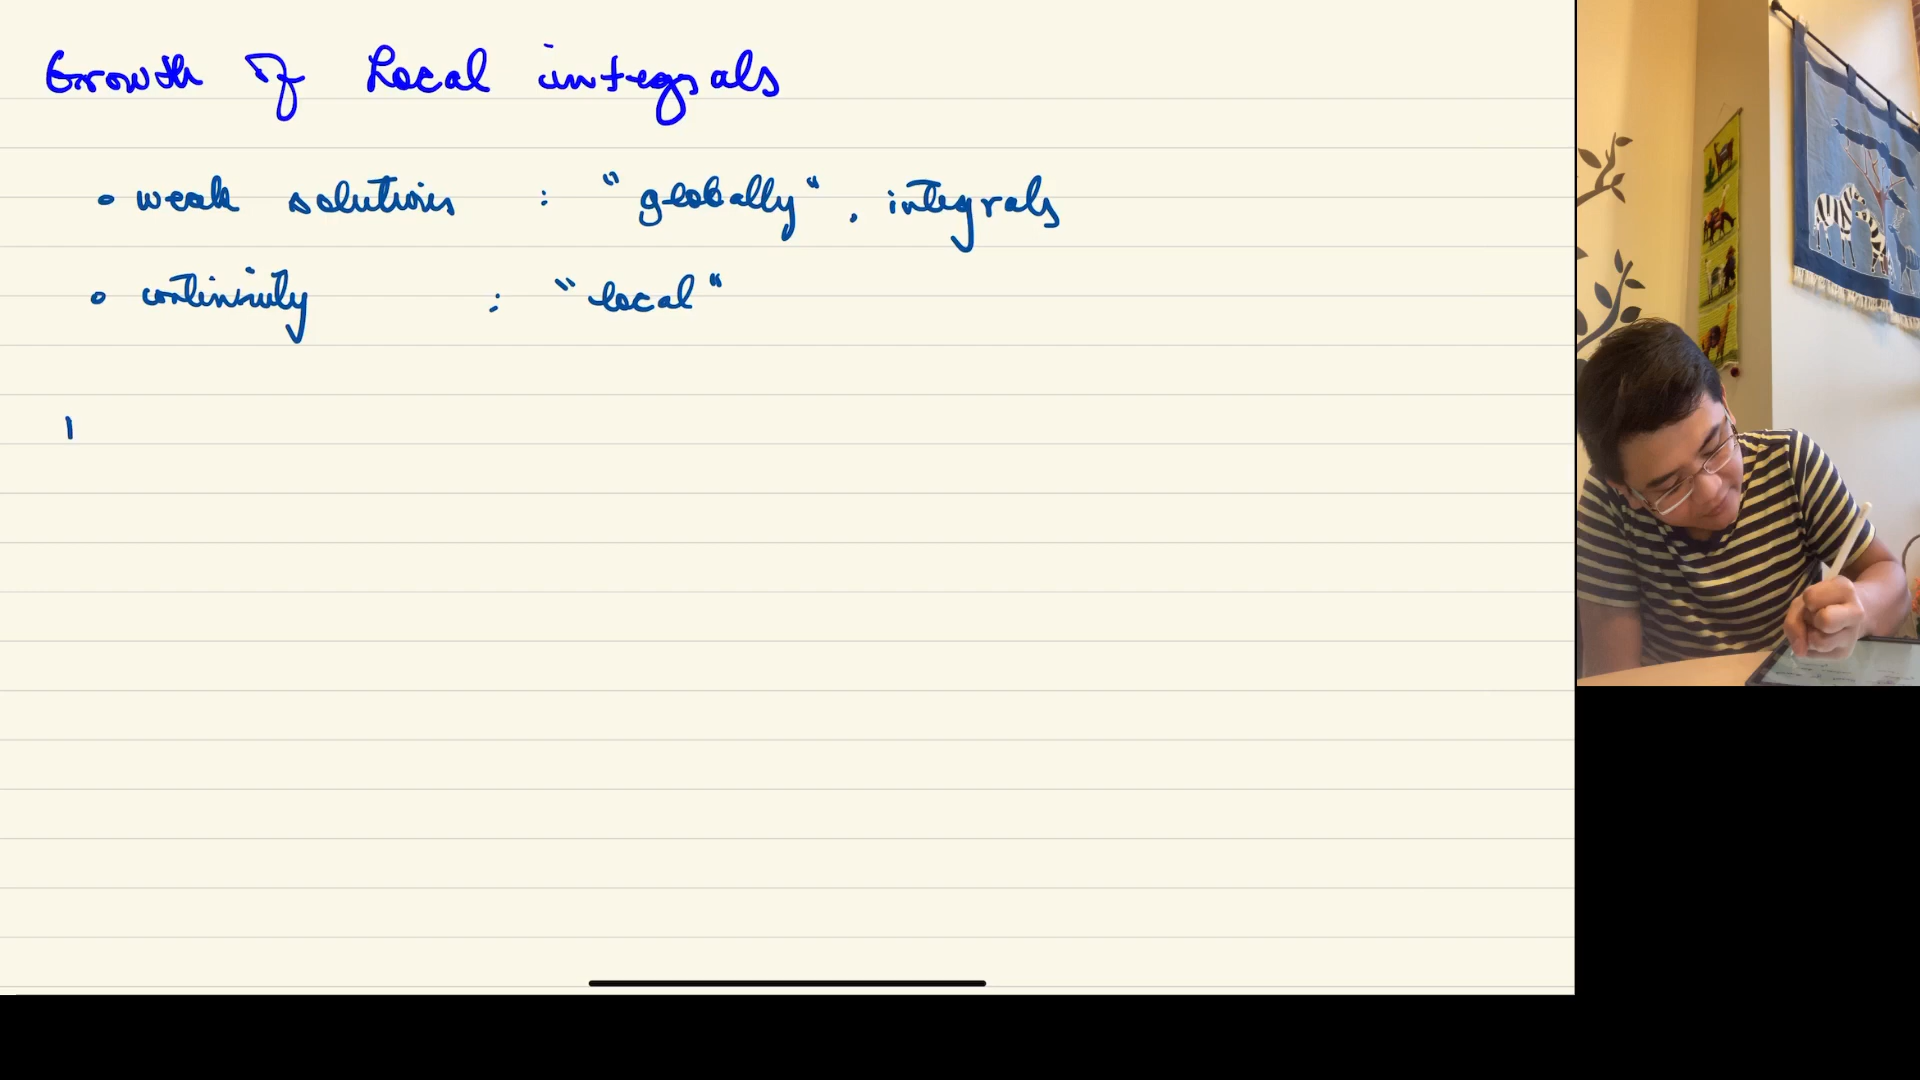 Growth of Local integrals
• weak solutions : "globally", integrals
• continuity : "local"